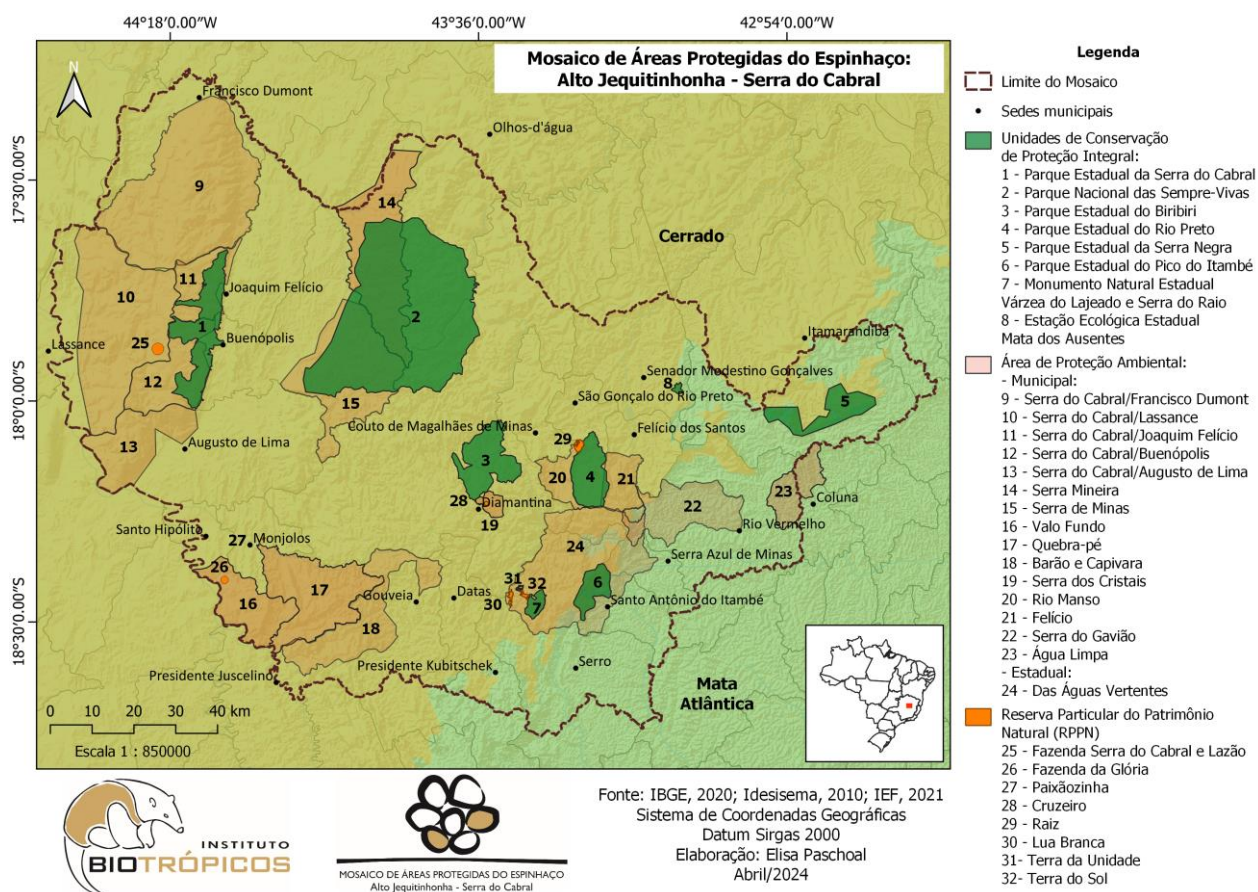 44°18'0.00"W
43°36'0.00"W
42°54'0.00"W
Mosaico de Áreas Protegidas do Espinhaço:
Alto Jequitinhonha - Serra do Cabral
N
Francisco Dumont
Olhos-d'água
17°30'0.00"S
9
14
Cerrado
11
10
Joaquim Felício
2
1
25
Buenópolis
Lassance
Itamarandiba
12
Senador Modestino Gonçalves
8
5
18°0'0.00"S
15
São Gonçalo do Rio Preto
Couto de Magalhães de Minas
29
Felício dos Santos
13
Augusto de Lima
3
20
4
21
23
28
Diamantina
22
Coluna
19
Santo Hipólito
27
Monjolos
Rio Vermelho
24
Serra Azul de Minas
26
31
32
6
16
17
Gouveia
Datas
30
7
Santo Antônio do Itambé
18°30'0.00"S
18
Presidente Kubitschek
Serro
Presidente Juscelino
Mata
Atlântica
0 10 20 30 40 km
Escala 1 : 850000
Legenda
Limite do Mosaico
Sedes municipais
Unidades de Conservação
de Proteção Integral:
1 - Parque Estadual da Serra do Cabral
2 - Parque Nacional das Sempre-Vivas
3 - Parque Estadual do Biribiri
4 - Parque Estadual do Rio Preto
5 - Parque Estadual da Serra Negra
6 - Parque Estadual do Pico do Itambé
7 - Monumento Natural Estadual
Várzea do Lajeado e Serra do Raio
8 - Estação Ecológica Estadual
Mata dos Ausentes
Área de Proteção Ambiental:
- Municipal:
9 - Serra do Cabral/Francisco Dumont
10 - Serra do Cabral/Lassance
11 - Serra do Cabral/Joaquim Felício
12 - Serra do Cabral/Buenópolis
13 - Serra do Cabral/Augusto de Lima
14 - Serra Mineira
15 - Serra de Minas
16 - Valo Fundo
17 - Quebra-pé
18 - Barão e Capivara
19 - Serra dos Cristais
20 - Rio Manso
21 - Felício
22 - Serra do Gavião
23 - Água Limpa
- Estadual:
24 - Das Águas Vertentes
Reserva Particular do Patrimônio
Natural (RPPN)
25 - Fazenda Serra do Cabral e Lazão
26 - Fazenda da Glória
27 - Paixãozinha
28 - Cruzeiro
29 - Raiz
30 - Lua Branca
31- Terra da Unidade
32- Terra do Sol
INSTITUTO
BIOTRÓPICOS
MOSAICO DE ÁREAS PROTEGIDAS DO ESPINHAÇO
Alto Jequitinhonha - Serra do Cabral
Fonte: IBGE, 2020; Idesisema, 2010; IEF, 2021
Sistema de Coordenadas Geográficas
Datum Sirgas 2000
Elaboração: Elisa Paschoal
Abril/2024